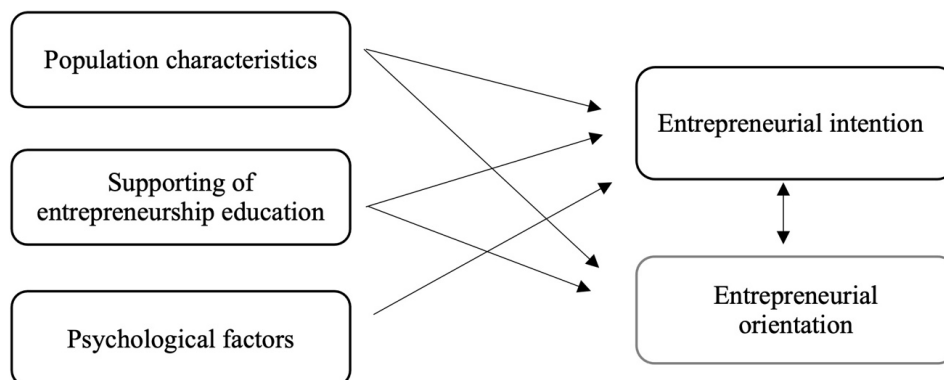 Population characteristics
Supporting of
entrepreneurship education
Psychological factors
Entrepreneurial intention
Entrepreneurial
orientation